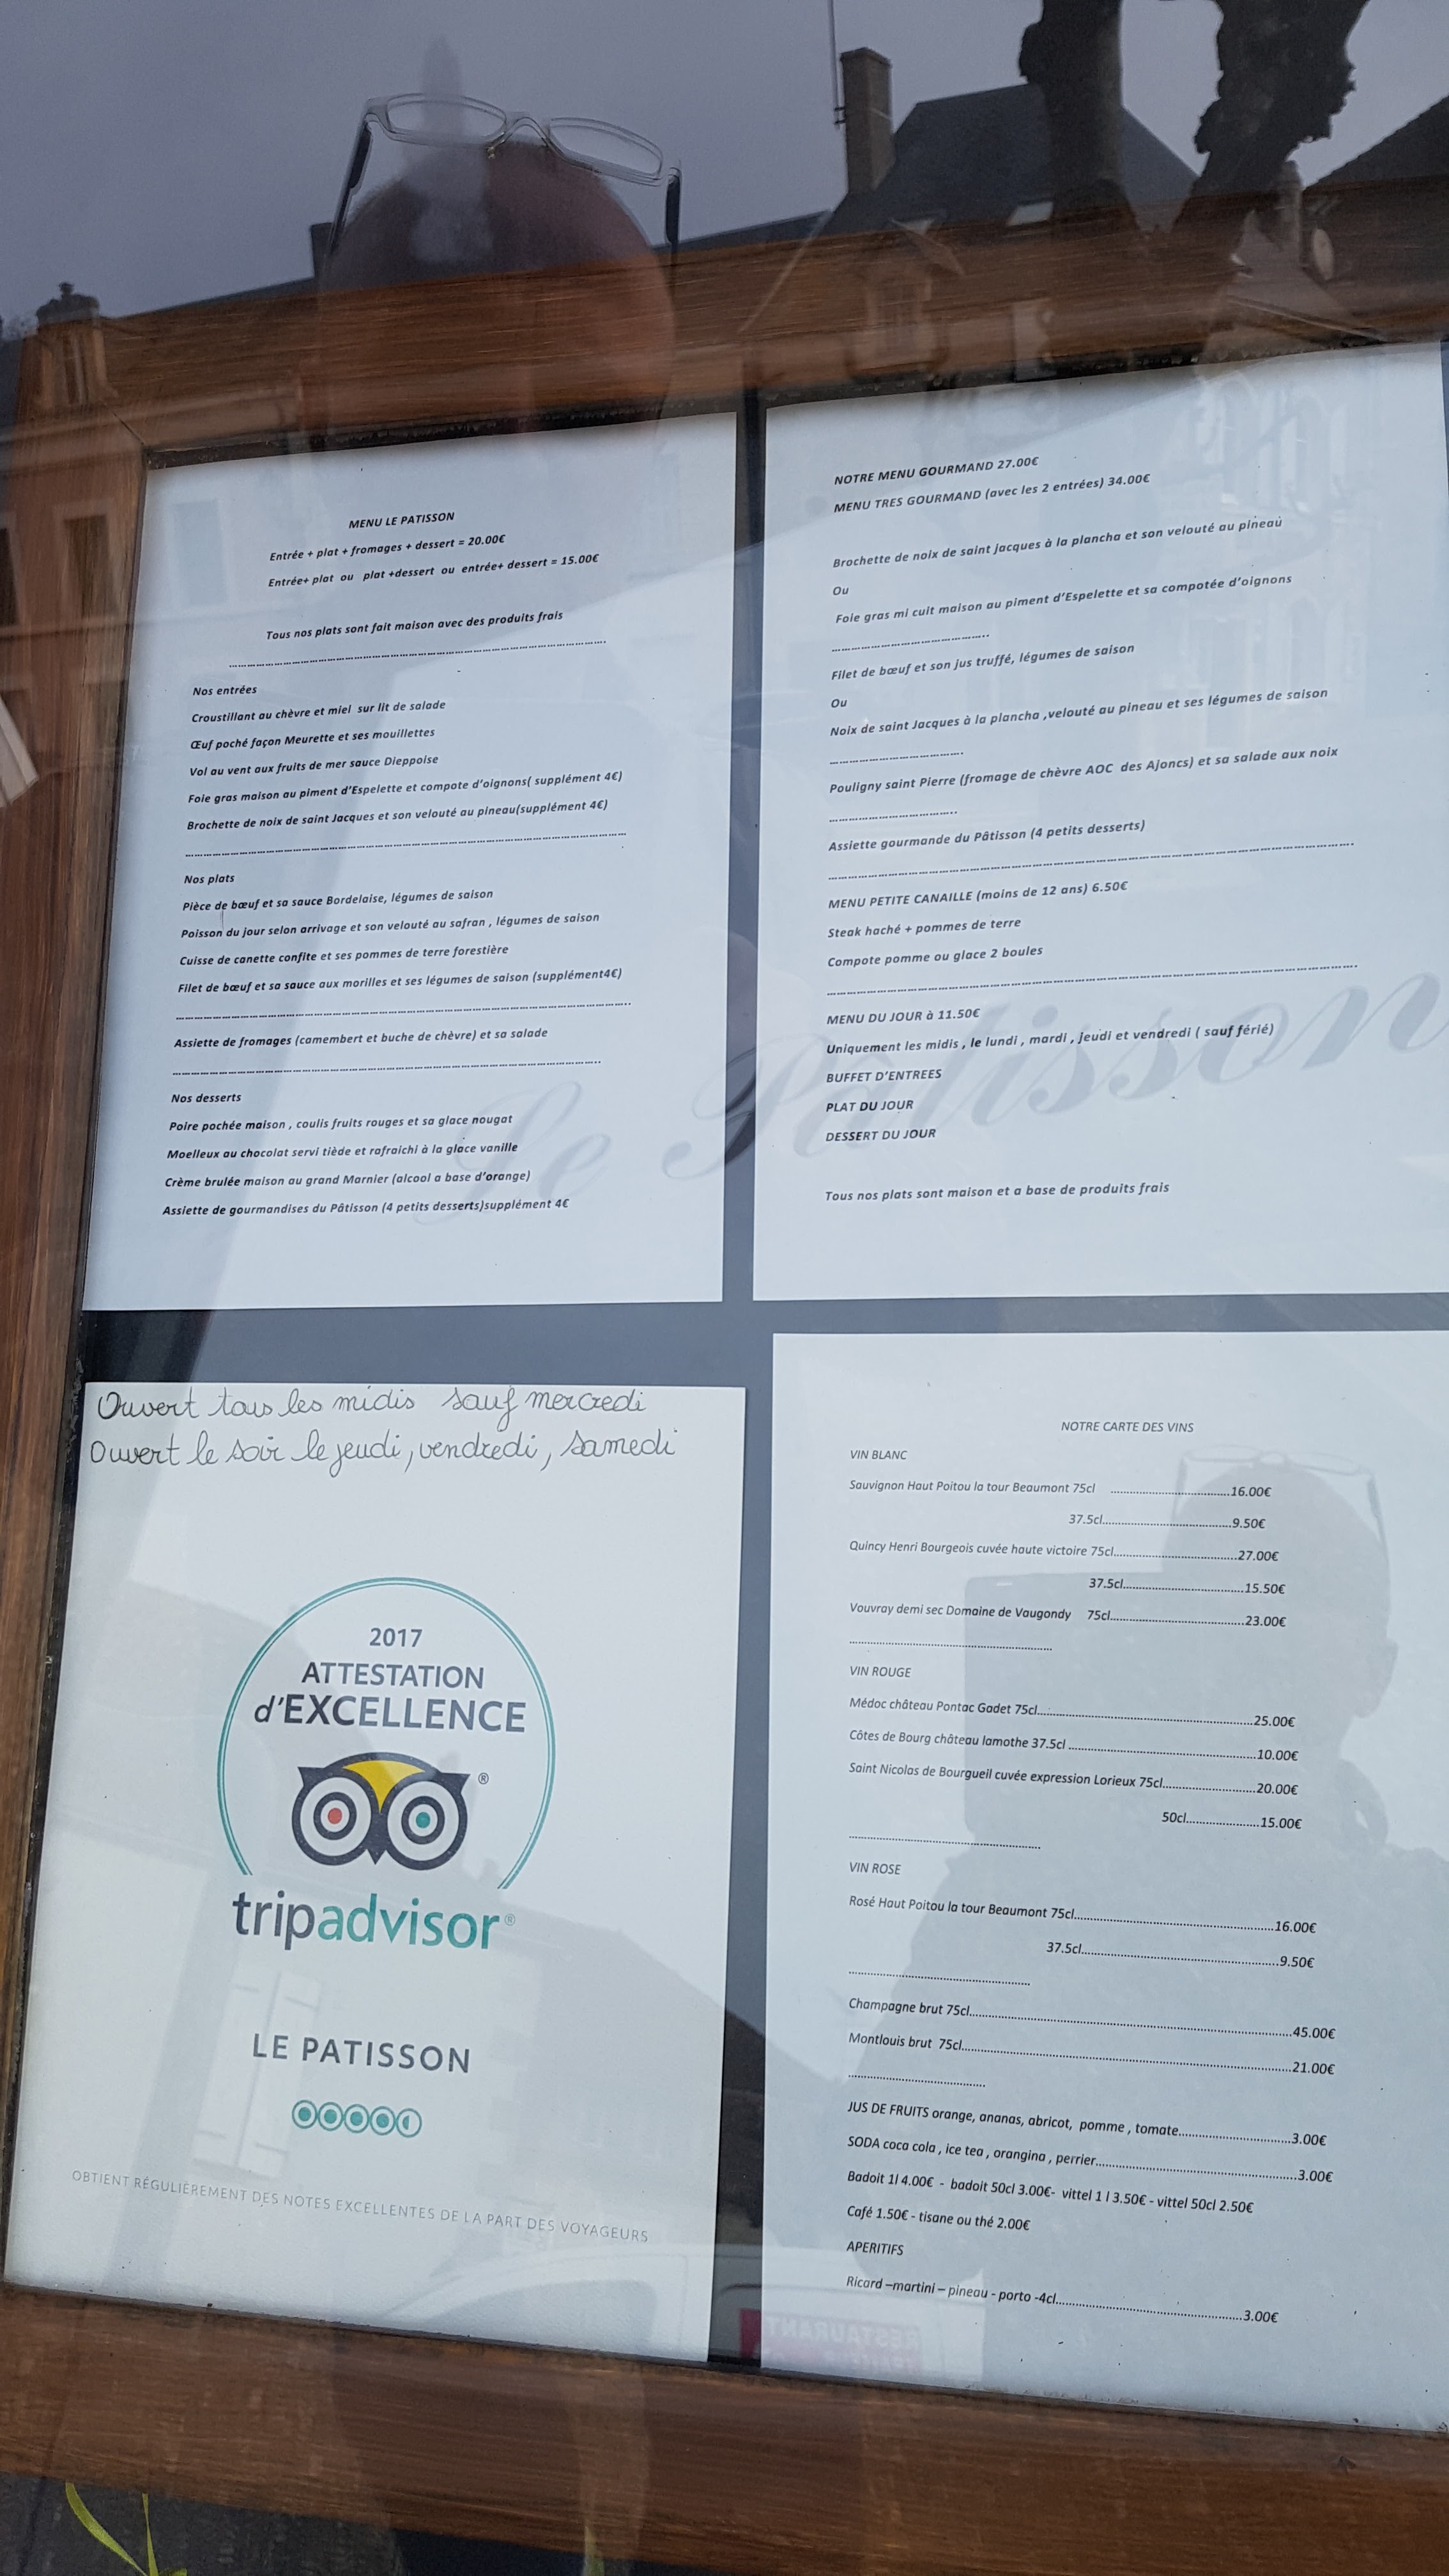 MENU LE PATISSON
Entrée + plat + fromages + dessert = 20.00€
Entrée+ plat ou plat +dessert ou entrée+ dessert = 15.00€
Tous nos plats sont fait maison avec des produits frais
Nos entrées
Croustillant au chèvre et miel sur lit de salade
Œuf poché façon Meurette et ses mouillettes
Vol au vent aux fruits de mer sauce Dieppoise
Foie gras maison au piment d'Espelette et compote d'oignons( supplément 4€)
Brochette de noix de saint Jacques et son velouté au pineau(supplément 4€)
Nos plats
Pièce de bœuf et sa sauce Bordelaise, légumes de saison
Poisson du jour selon arrivage et son velouté au safran , légumes de saison
Cuisse de canette confite et ses pommes de terre forestière
Filet de bœuf et sa sauce aux morilles et ses légumes de saison (supplément4€)
Assiette de fromages (camembert et buche de chèvre) et sa salade
Nos desserts
Poire pochée maison , coulis fruits rouges et sa glace nougat
Moelleux au chocolat servi tiède et rafraichi à la glace vanille
Crème brulée maison au grand Marnier (alcool a base d'orange)
Assiette de gourmandises du Pâtisson (4 petits desserts)supplément 4€
NOTRE MENU GOURMAND 27.00€
MENU TRES GOURMAND (avec les 2 entrées) 34.00€
Brochette de noix de saint jacques à la plancha et son velouté au pineau
Ou
Foie gras mi cuit maison au piment d'Espelette et sa compotée d'oignons
Filet de bœuf et son jus truffé, légumes de saison
Ou
Noix de saint Jacques à la plancha ,velouté au pineau et ses légumes de saison
Pouligny saint Pierre (fromage de chèvre AOC des Ajoncs) et sa salade aux noix
Assiette gourmande du Pâtisson (4 petits desserts)
MENU PETITE CANAILLE (moins de 12 ans) 6.50€
Steak haché + pommes de terre
Compote pomme ou glace 2 boules
MENU DU JOUR à 11.50€
Uniquement les midis , le lundi , mardi , jeudi et vendredi ( sauf férié)
BUFFET D'ENTREES
PLAT DU JOUR
DESSERT DU JOUR
Tous nos plats sont maison et a base de produits frais
Le Pâtisson
Ouvert tous les midis sauf mercredi
Ouvert le soir le jeudi, vendredi, samedi
2017
ATTESTATION
d'EXCELLENCE
®
tripadvisor®
LE PATISSON
OBTIENT RÉGULIÈREMENT DES NOTES EXCELLENTES DE LA PART DES VOYAGEURS
NOTRE CARTE DES VINS
VIN BLANC
Sauvignon Haut Poitou la tour Beaumont 75cl ........................16.00€
37.5cl........................9.50€
Quincy Henri Bourgeois cuvée haute victoire 75cl........................27.00€
37.5cl........................15.50€
Vouvray demi sec Domaine de Vaugondy 75cl........................23.00€
VIN ROUGE
Médoc château Pontac Gadet 75cl........................25.00€
Côtes de Bourg château lamothe 37.5cl ........................10.00€
Saint Nicolas de Bourgueil cuvée expression Lorieux 75cl........................20.00€
50cl........................15.00€
VIN ROSE
Rosé Haut Poitou la tour Beaumont 75cl........................16.00€
37.5cl........................9.50€
Champagne brut 75cl........................45.00€
Montlouis brut 75cl........................21.00€
JUS DE FRUITS orange, ananas, abricot, pomme , tomate........................3.00€
SODA coca cola , ice tea , orangina , perrier........................3.00€
Badoit 1l 4.00€ - badoit 50cl 3.00€- vittel 1 l 3.50€ - vittel 50cl 2.50€
Café 1.50€ - tisane ou thé 2.00€
APERITIFS
Ricard –martini – pineau - porto -4cl........................3.00€
RESTAURANT